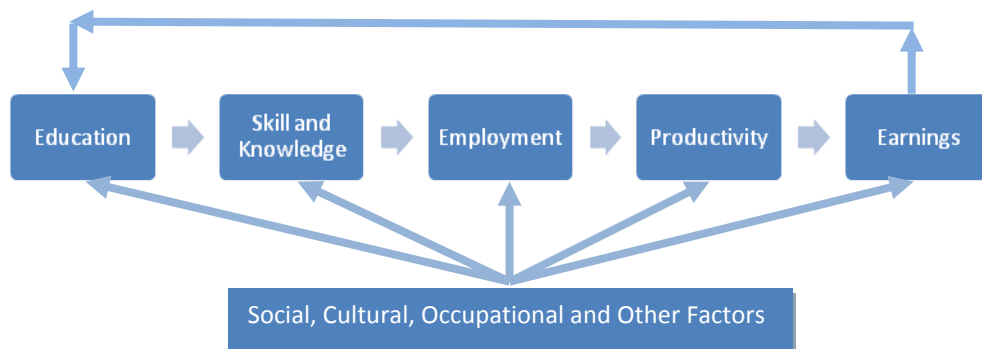 Education
Skill and
Knowledge
Employment
Productivity
Earnings
Social, Cultural, Occupational and Other Factors